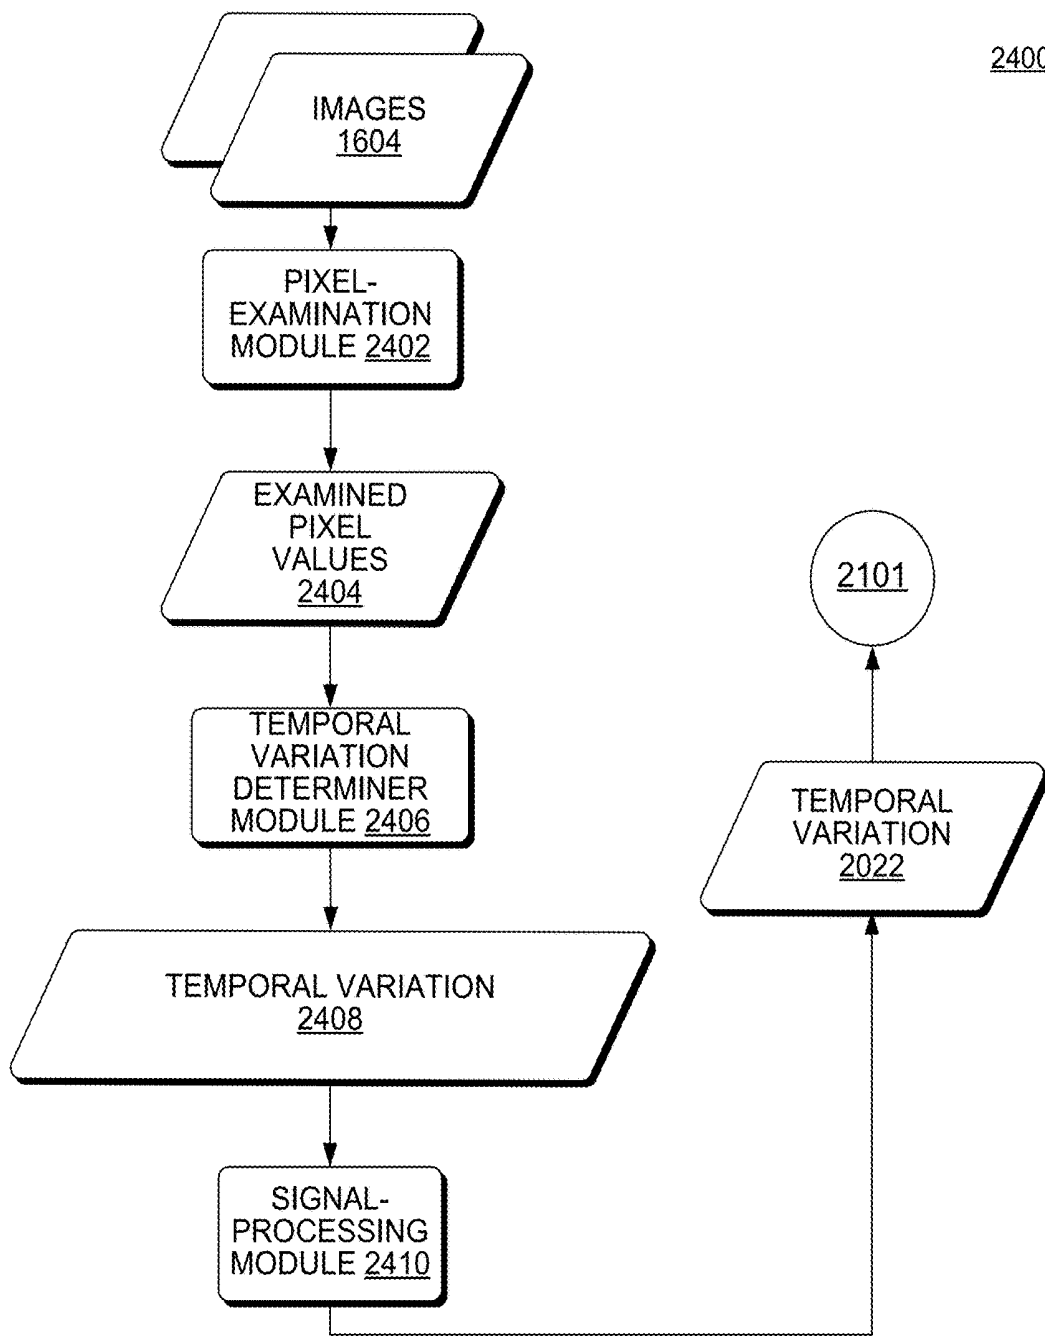 2400
IMAGES
1604
PIXEL-
EXAMINATION
MODULE 2402
EXAMINED
PIXEL
VALUES
2404
TEMPORAL
VARIATION
DETERMINER
MODULE 2406
TEMPORAL VARIATION
2408
SIGNAL-
PROCESSING
MODULE 2410
TEMPORAL
VARIATION
2022
2101